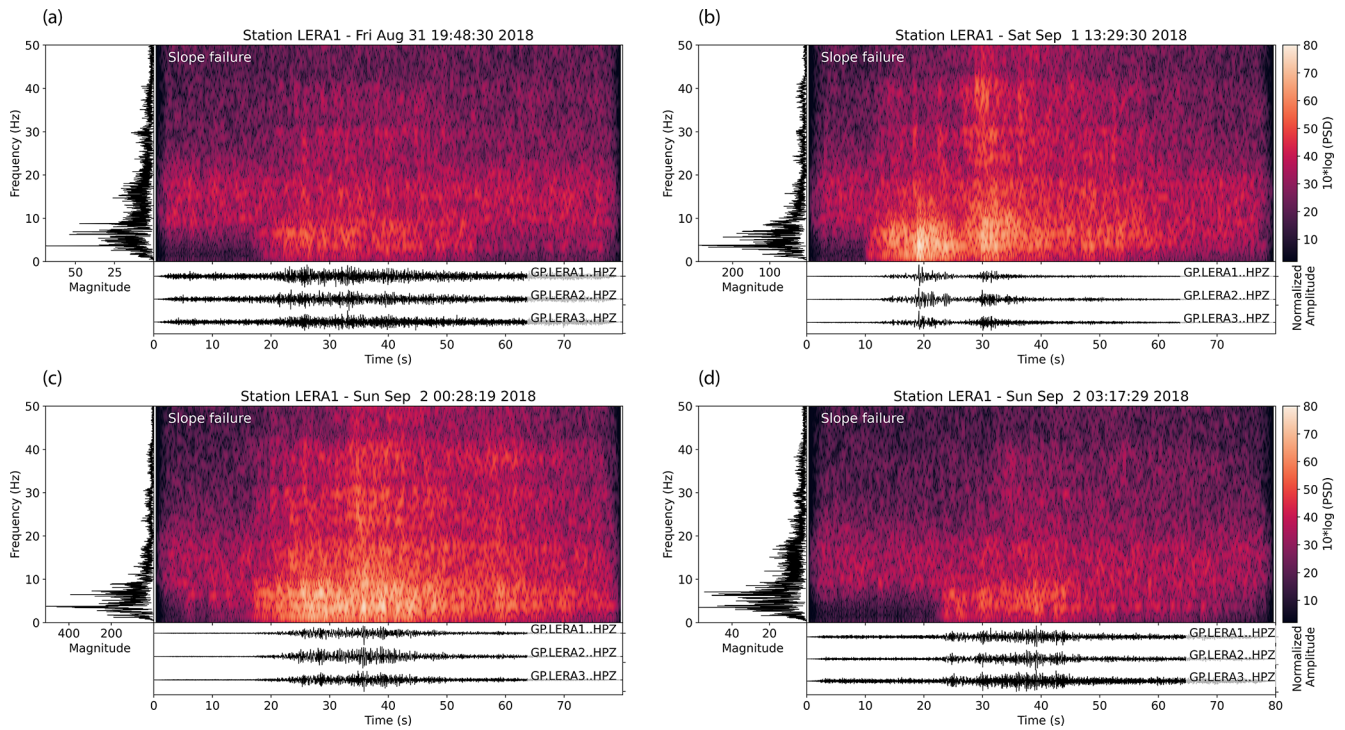 (a)
Station LERA1 - Fri Aug 31 19:48:30 2018
Slope failure
Frequency (Hz)
50
40
30
20
10
0
50 25
Magnitude
GP.LERA1..HPZ
GP.LERA2..HPZ
GP.LERA3..HPZ
0 10 20 30 40 50 60 70
Time (s)
(b)
Station LERA1 - Sat Sep  1 13:29:30 2018
Slope failure
Frequency (Hz)
50
40
30
20
10
0
200 100
Magnitude
GP.LERA1..HPZ
GP.LERA2..HPZ
GP.LERA3..HPZ
0 10 20 30 40 50 60 70
Time (s)
80
70
60
50
40
30
20
10
10*log (PSD)
Normalized
Amplitude
(c)
Station LERA1 - Sun Sep  2 00:28:19 2018
Slope failure
Frequency (Hz)
50
40
30
20
10
0
400 200
Magnitude
GP.LERA1..HPZ
GP.LERA2..HPZ
GP.LERA3..HPZ
0 10 20 30 40 50 60 70
Time (s)
(d)
Station LERA1 - Sun Sep  2 03:17:29 2018
Slope failure
Frequency (Hz)
50
40
30
20
10
0
40 20
Magnitude
GP.LERA1..HPZ
GP.LERA2..HPZ
GP.LERA3..HPZ
0 10 20 30 40 50 60 70 80
Time (s)
80
70
60
50
40
30
20
10
10*log (PSD)
Normalized
Amplitude